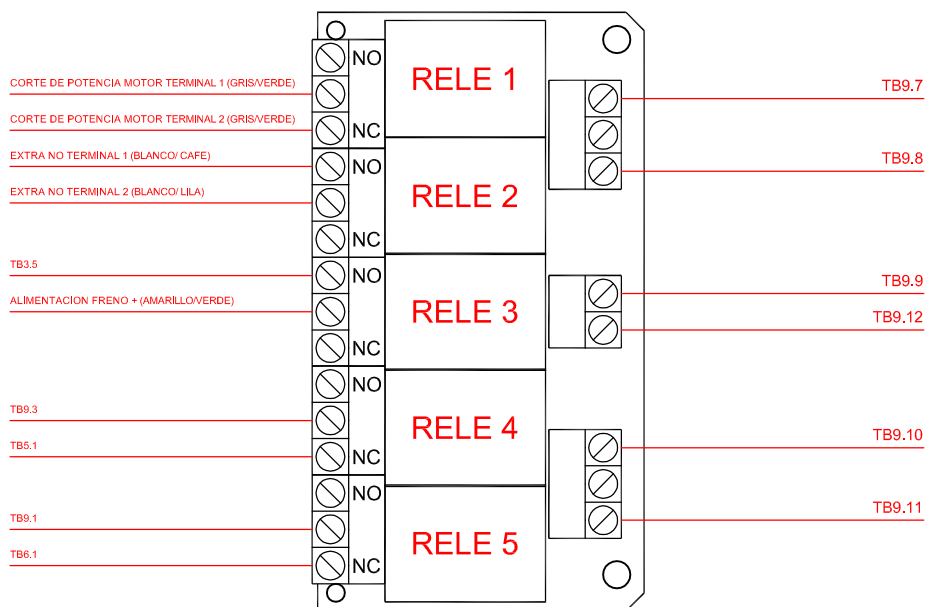 NO
RELE 1
CORTE DE POTENCIA MOTOR TERMINAL 1 (GRIS/VERDE)
TB9.7
CORTE DE POTENCIA MOTOR TERMINAL 2 (GRIS/VERDE)
NC
EXTRA NO TERMINAL 1 (BLANCO/ CAFE)
NO
TB9.8
EXTRA NO TERMINAL 2 (BLANCO/ LILA)
RELE 2
NC
TB3.5
NO
TB9.9
ALIMENTACION FRENO + (AMARILLO/VERDE)
RELE 3
TB9.12
NC
NO
TB9.3
RELE 4
TB9.10
TB5.1
NC
NO
TB9.11
TB9.1
RELE 5
TB6.1
NC